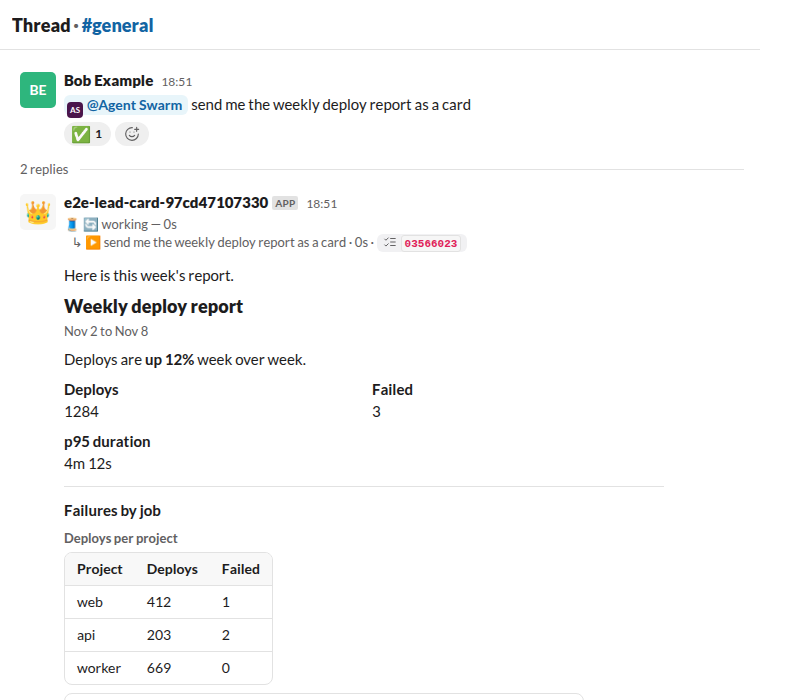 Thread · #general
BE
Bob Example 18:51
AS @Agent Swarm send me the weekly deploy report as a card
1
2 replies
e2e-lead-card-97cd47107330 APP 18:51
working — 0s
↳ send me the weekly deploy report as a card · 0s · 03566023
Here is this week's report.
Weekly deploy report
Nov 2 to Nov 8
Deploys are up 12% week over week.
Deploys Failed
1284 3
p95 duration
4m 12s
Failures by job
Deploys per project
Project Deploys Failed
web 412 1
api 203 2
worker 669 0